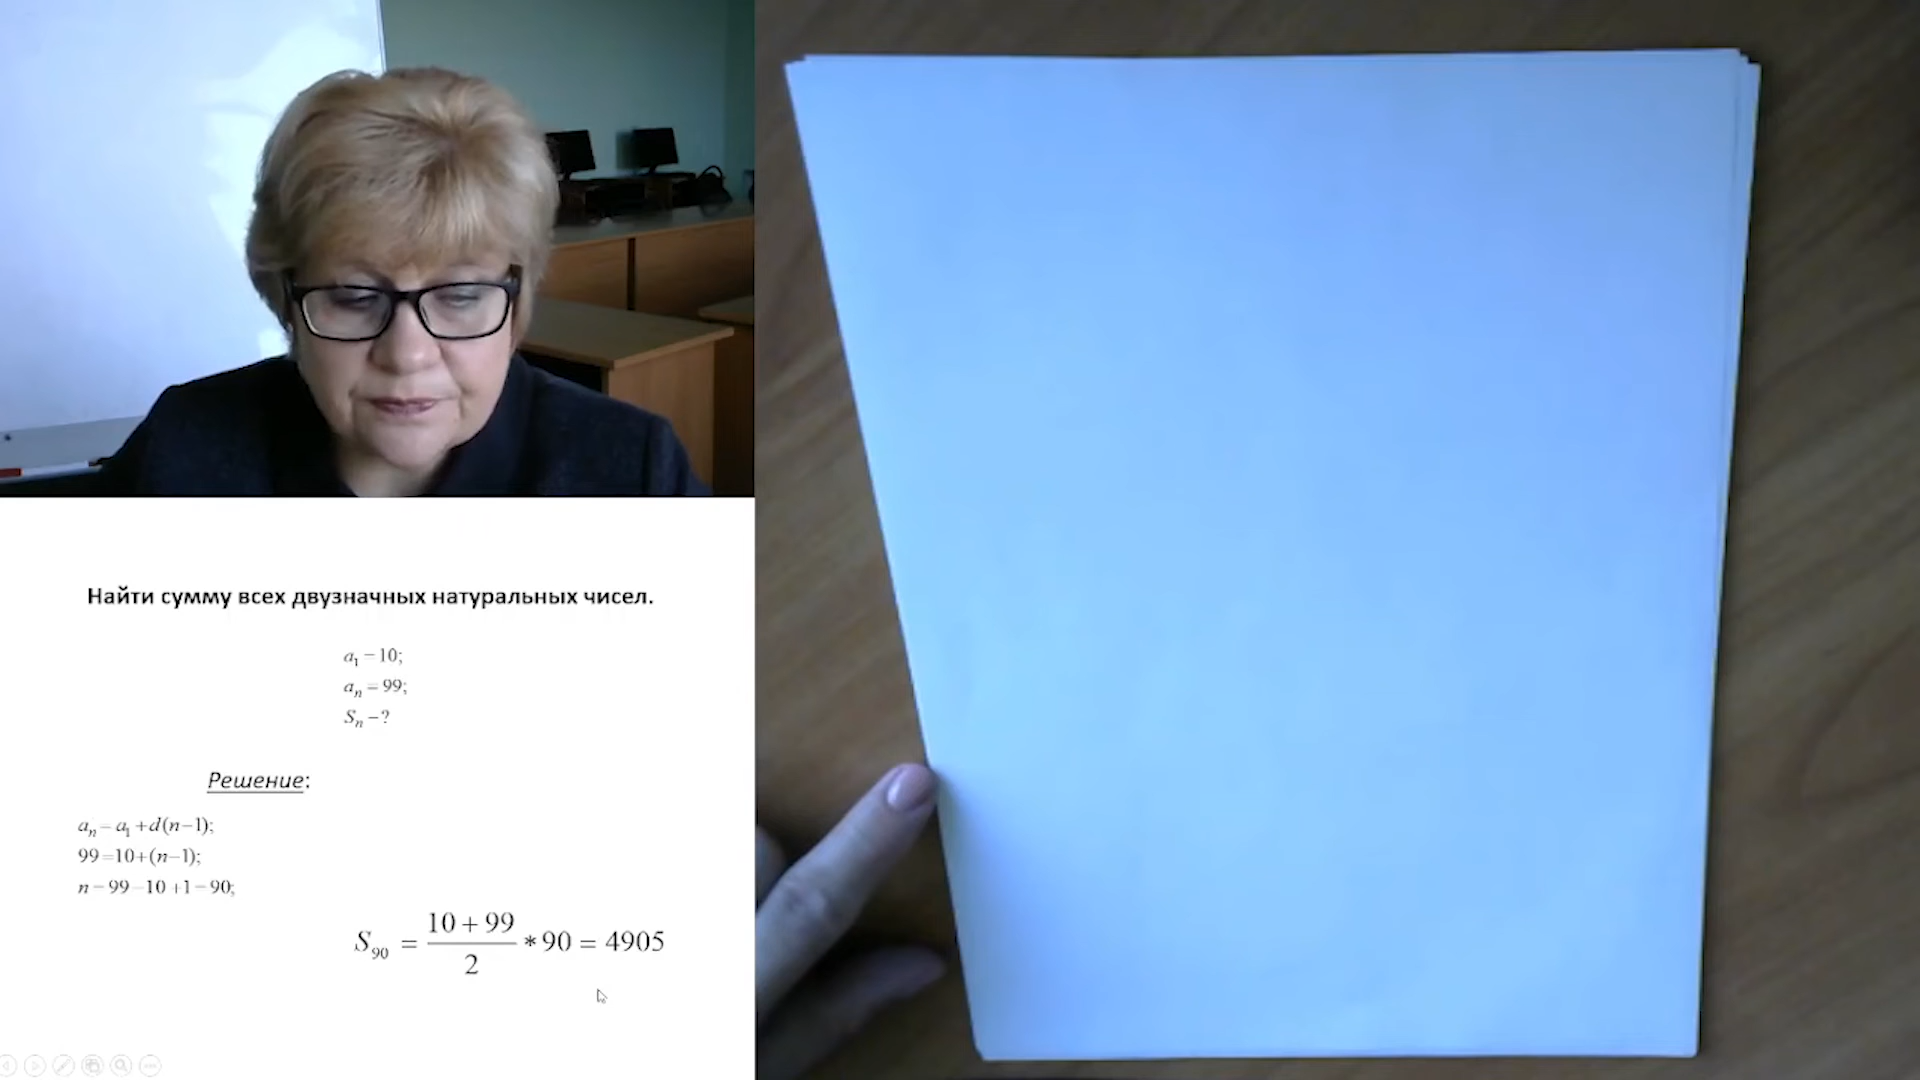 Найти сумму всех двузначных натуральных чисел.
a₁ = 10;
aₙ = 99;
Sₙ − ?
Решение:
aₙ = a₁ + d(n−1);
99 = 10 + (n−1);
n = 99 − 10 + 1 = 90;
S₉₀ = (10 + 99)/2 * 90 = 4905